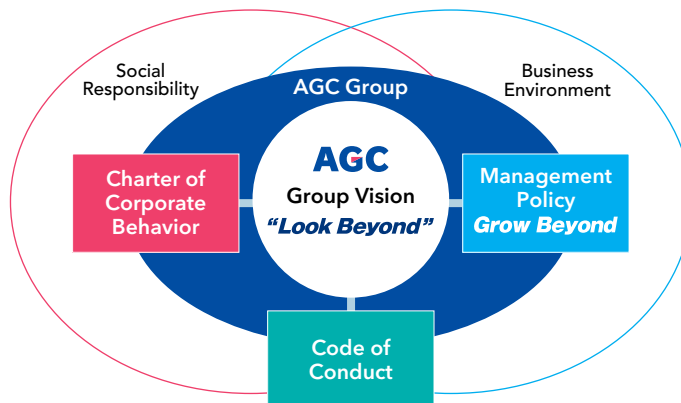 Social
Responsibility
Business
Environment
AGC Group
AGC
Group Vision
“Look Beyond”
Charter of
Corporate
Behavior
Management
Policy
Grow Beyond
Code of
Conduct